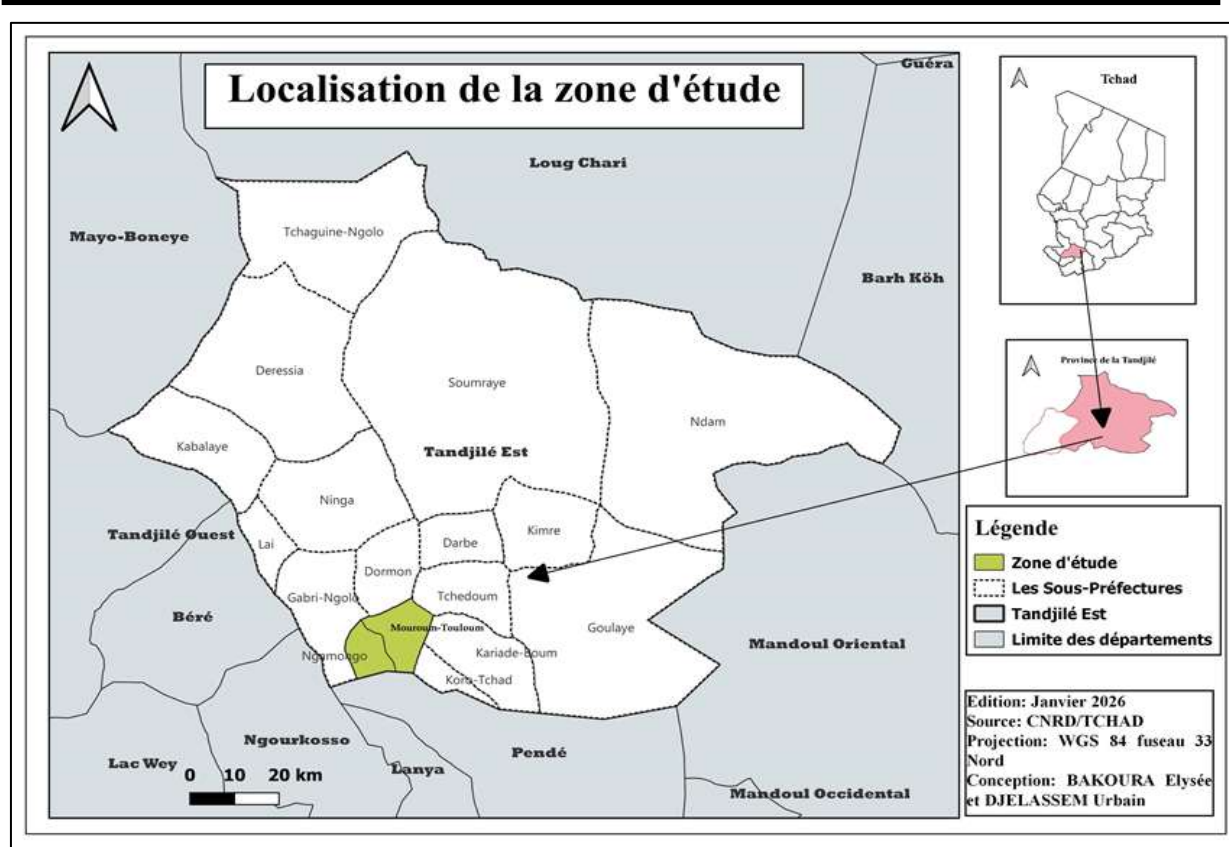 Localisation de la zone d'étude
Guéra
Loug Chari
Mayo-Boneye
Tchaguine-Ngolo
Barh Köh
Deressia
Soumraye
Ndam
Kabalaye
Tandjilé Est
Ninga
Tandjilé Ouest
Lai
Darbe
Kimre
Dormon
Gabri-Ngolo
Tchedoum
Béré
Mouroum-Touloum
Goulaye
Mandoul Oriental
Ngamongo
Kariade-Boum
Koro-Tchad
Ngourkosso
Pendé
Lac Wey
Lanya
0 10 20 km
Mandoul Occidental
Tchad
Province de la Tandjilé
Légende
Zone d'étude
Les Sous-Préfectures
Tandjilé Est
Limite des départements
Edition: Janvier 2026
Source: CNRD/TCHAD
Projection: WGS 84 fuseau 33
Nord
Conception: BAKOURA Elysée
et DJELASSEM Urbain